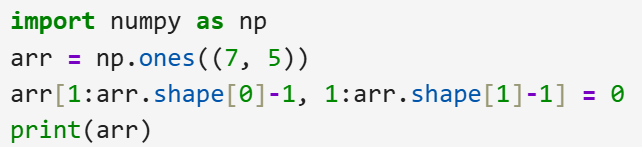 import numpy as np
arr = np.ones((7, 5))
arr[1:arr.shape[0]-1, 1:arr.shape[1]-1] = 0
print(arr)